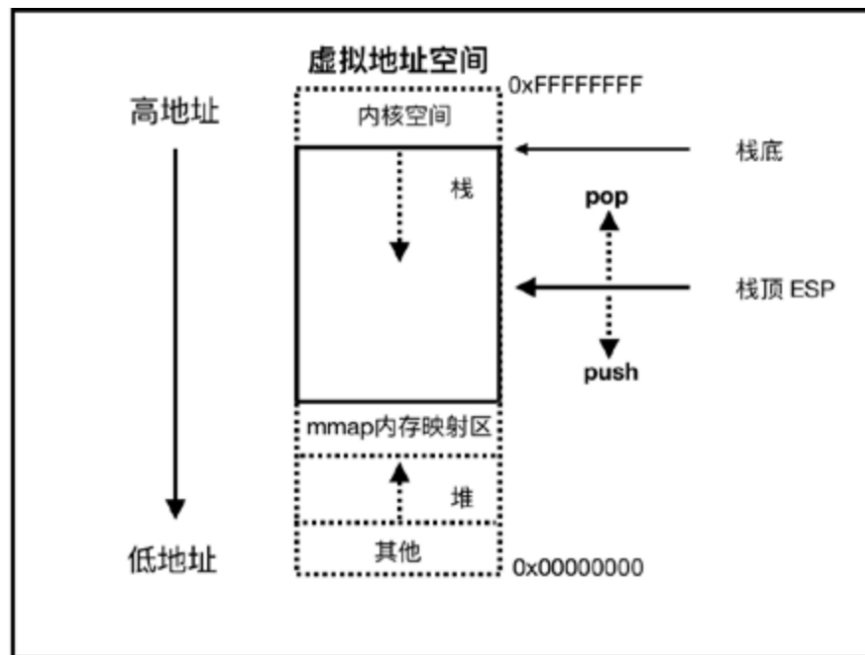 虚拟地址空间
0xFFFFFFFF
高地址
内核空间
栈底
栈
pop
栈顶 ESP
push
mmap内存映射区
堆
其他
低地址
0x00000000